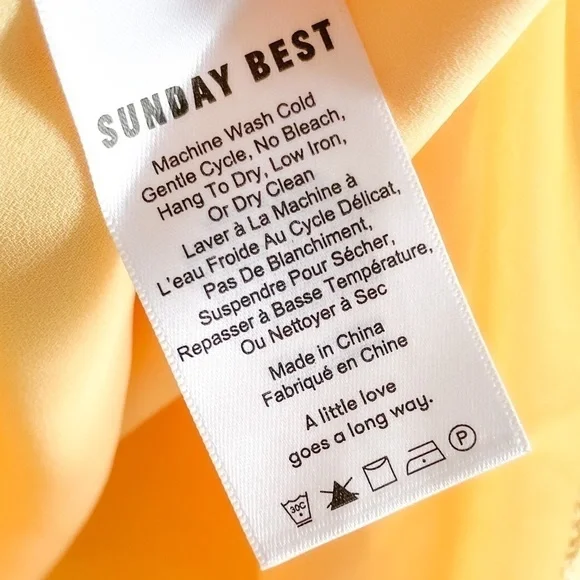 SUNDAY BEST
Machine Wash Cold
Gentle Cycle, No Bleach,
Hang To Dry, Low Iron,
Or Dry Clean
Laver à La Machine à
L'eau Froide Au Cycle Délicat,
Pas De Blanchiment,
Suspendre Pour Sécher,
Repasser à Basse Température,
Ou Nettoyer à Sec
Made in China
Fabriqué en Chine
A little love
goes a long way.
30C P